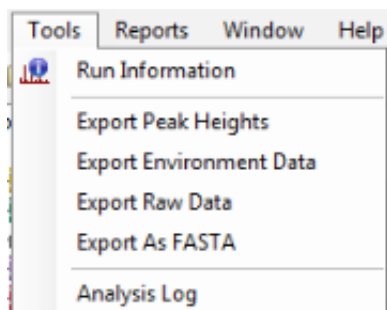 Tools Reports Window Help
Run Information
Export Peak Heights
Export Environment Data
Export Raw Data
Export As FASTA
Analysis Log